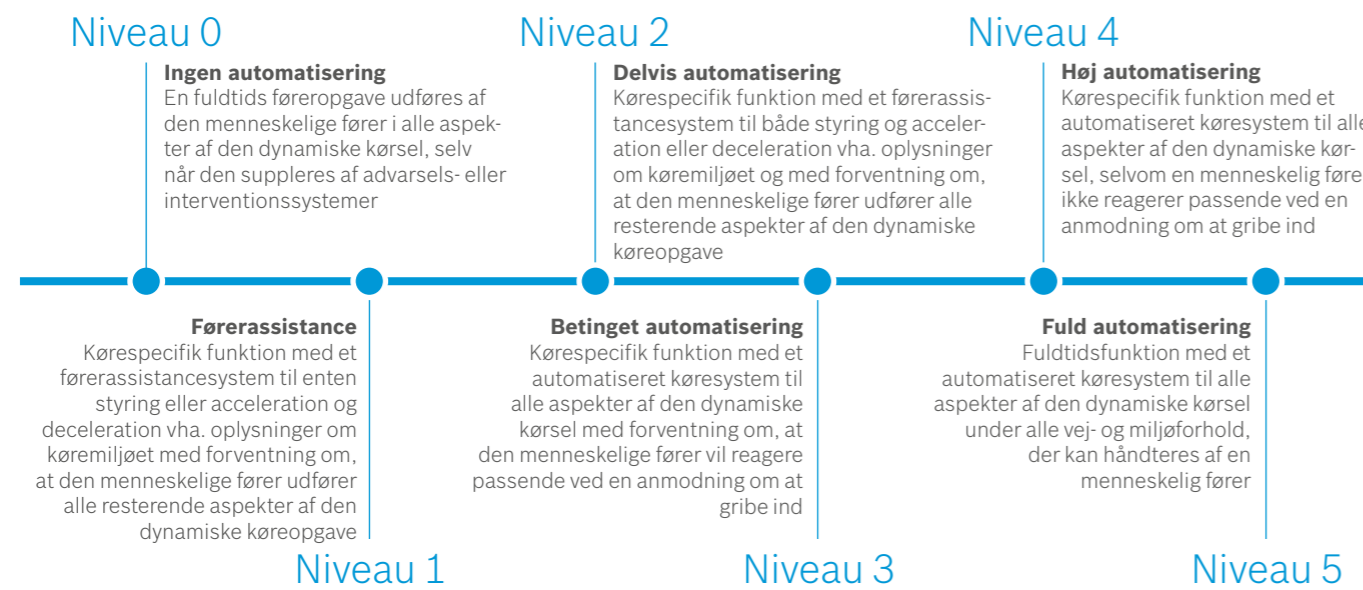 Niveau 0
Ingen automatisering
En fuldtids føreropgave udføres af
den menneskelige fører i alle aspek-
ter af den dynamiske kørsel, selv
når den suppleres af advarsels- eller
interventionssystemer
Niveau 2
Delvis automatisering
Kørespecifik funktion med et førerassis-
tancesystem til både styring og acceler-
ation eller deceleration vha. oplysninger
om køremiljøet og med forventning om,
at den menneskelige fører udfører alle
resterende aspekter af den dynamiske
køreopgave
Niveau 4
Høj automatisering
Kørespecifik funktion med et
automatiseret køresystem til alle
aspekter af den dynamiske kør-
sel, selvom en menneskelig føre
ikke reagerer passende ved en
anmodning om at gribe ind
Førerassistance
Kørespecifik funktion med et
førerassistancesystem til enten
styring eller acceleration og
deceleration vha. oplysninger om
køremiljøet med forventning om,
at den menneskelige fører udfører
alle resterende aspekter af den
dynamiske køreopgave
Niveau 1
Betinget automatisering
Kørespecifik funktion med et
automatiseret køresystem til
alle aspekter af den dynamiske
kørsel med forventning om, at
den menneskelige fører vil reagere
passende ved en anmodning om at
gribe ind
Niveau 3
Fuld automatisering
Fuldtidsfunktion med et
automatiseret køresystem til alle
aspekter af den dynamiske kørsel
under alle vej- og miljøforhold,
der kan håndteres af en
menneskelig fører
Niveau 5